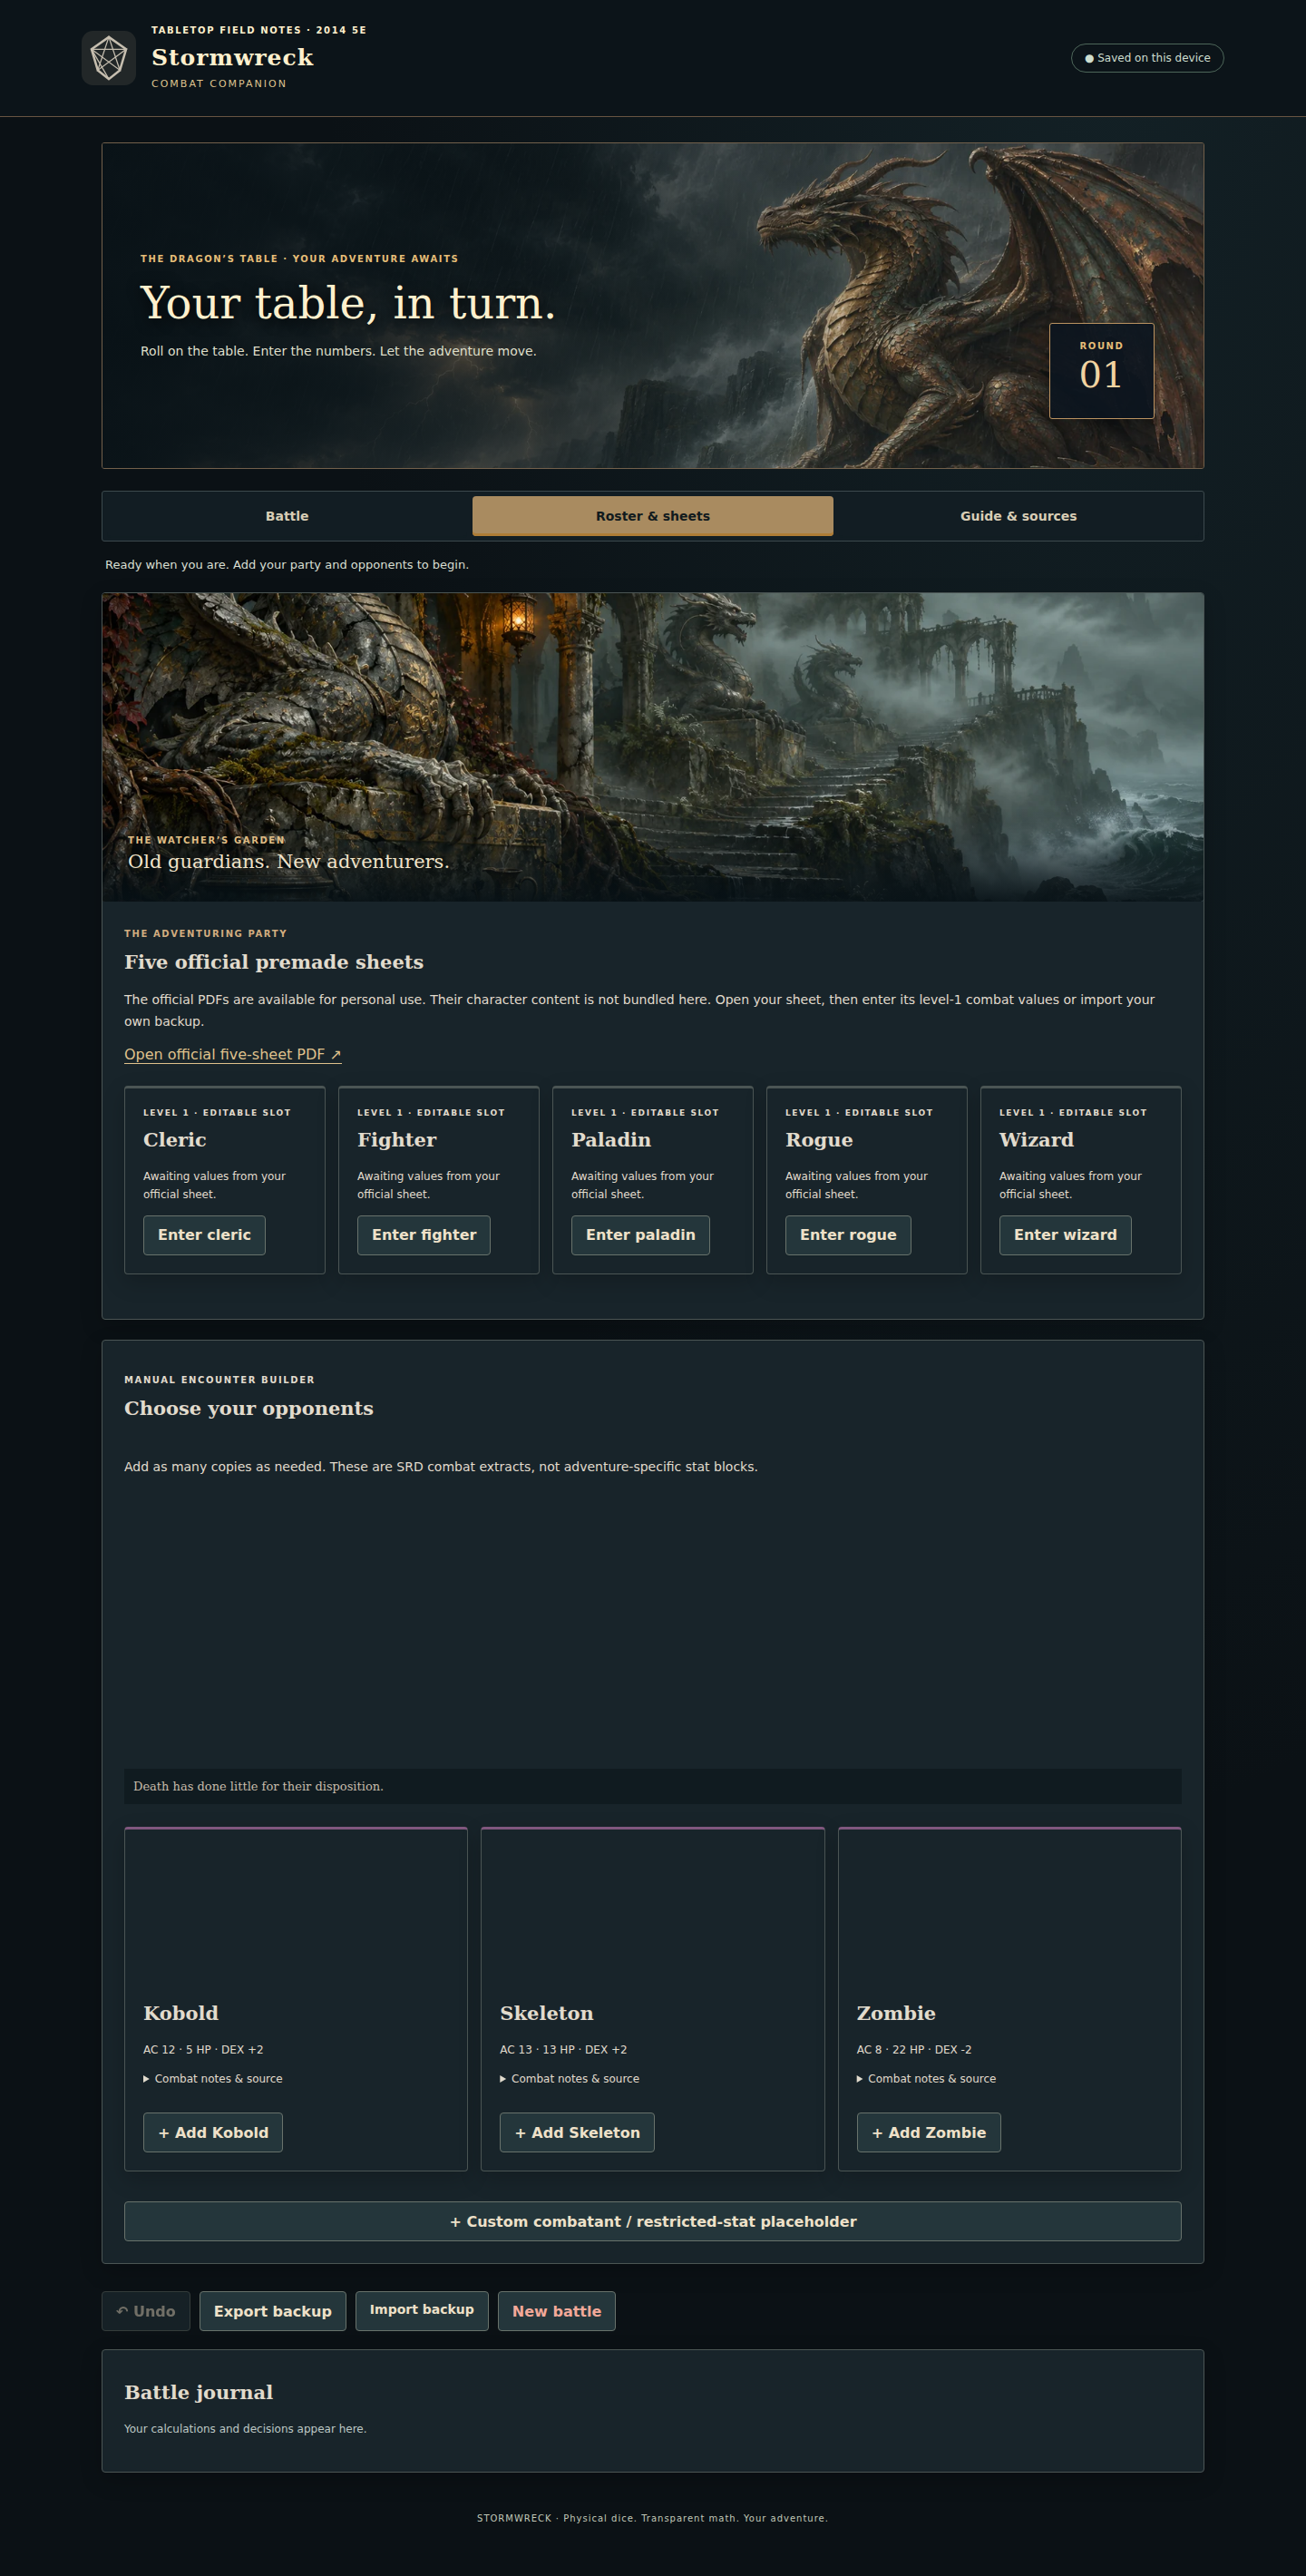 TABLETOP FIELD NOTES · 2014 5E
Stormwreck
COMBAT COMPANION
● Saved on this device
THE DRAGON’S TABLE · YOUR ADVENTURE AWAITS
Your table, in turn.
Roll on the table. Enter the numbers. Let the adventure move.
ROUND
01
Battle
Roster & sheets
Guide & sources
Ready when you are. Add your party and opponents to begin.
THE WATCHER’S GARDEN
Old guardians. New adventurers.
THE ADVENTURING PARTY
Five official premade sheets
The official PDFs are available for personal use. Their character content is not bundled here. Open your sheet, then enter its level-1 combat values or import your
own backup.
Open official five-sheet PDF ↗
LEVEL 1 · EDITABLE SLOT
Cleric
Awaiting values from your
official sheet.
Enter cleric
LEVEL 1 · EDITABLE SLOT
Fighter
Awaiting values from your
official sheet.
Enter fighter
LEVEL 1 · EDITABLE SLOT
Paladin
Awaiting values from your
official sheet.
Enter paladin
LEVEL 1 · EDITABLE SLOT
Rogue
Awaiting values from your
official sheet.
Enter rogue
LEVEL 1 · EDITABLE SLOT
Wizard
Awaiting values from your
official sheet.
Enter wizard
MANUAL ENCOUNTER BUILDER
Choose your opponents
Add as many copies as needed. These are SRD combat extracts, not adventure-specific stat blocks.
Death has done little for their disposition.
Kobold
AC 12 · 5 HP · DEX +2
▶ Combat notes & source
+ Add Kobold
Skeleton
AC 13 · 13 HP · DEX +2
▶ Combat notes & source
+ Add Skeleton
Zombie
AC 8 · 22 HP · DEX -2
▶ Combat notes & source
+ Add Zombie
+ Custom combatant / restricted-stat placeholder
↶ Undo
Export backup
Import backup
New battle
Battle journal
Your calculations and decisions appear here.
STORMWRECK · Physical dice. Transparent math. Your adventure.